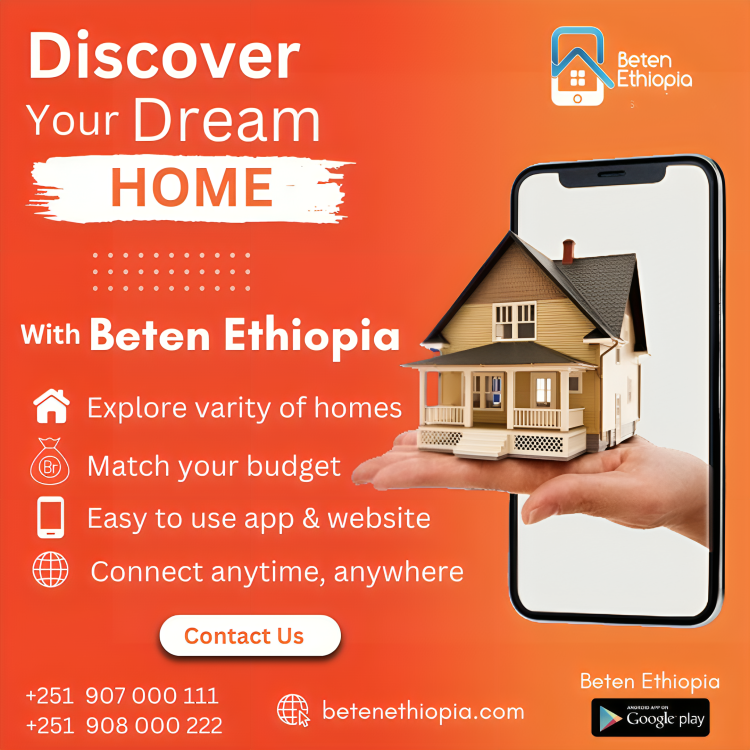 Discover
Your Dream
HOME
Beten
Ethiopia
With Beten Ethiopia
Explore varity of homes
Br
Match your budget
Easy to use app & website
Connect anytime, anywhere
Contact Us
+251 907 000 111
+251 908 000 222
betenethiopia.com
Beten Ethiopia
ANDROID APP ON
Google play